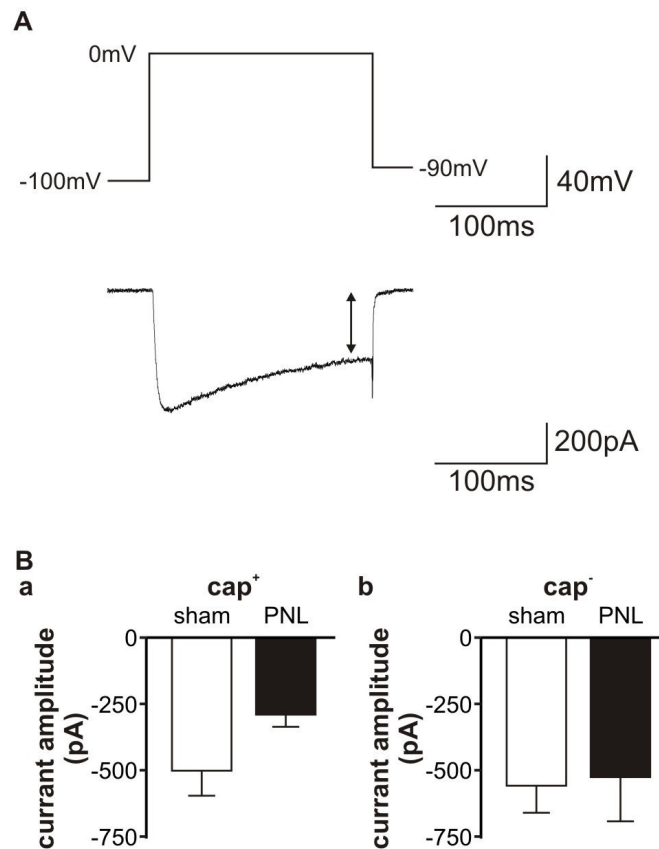 A
0mV
-100mV
-90mV
40mV
100ms
200pA
100ms
B
a
cap⁺
sham PNL
currant amplitude
(pA)
0
-250
-500
-750
b
cap⁻
sham PNL
currant amplitude
(pA)
0
-250
-500
-750